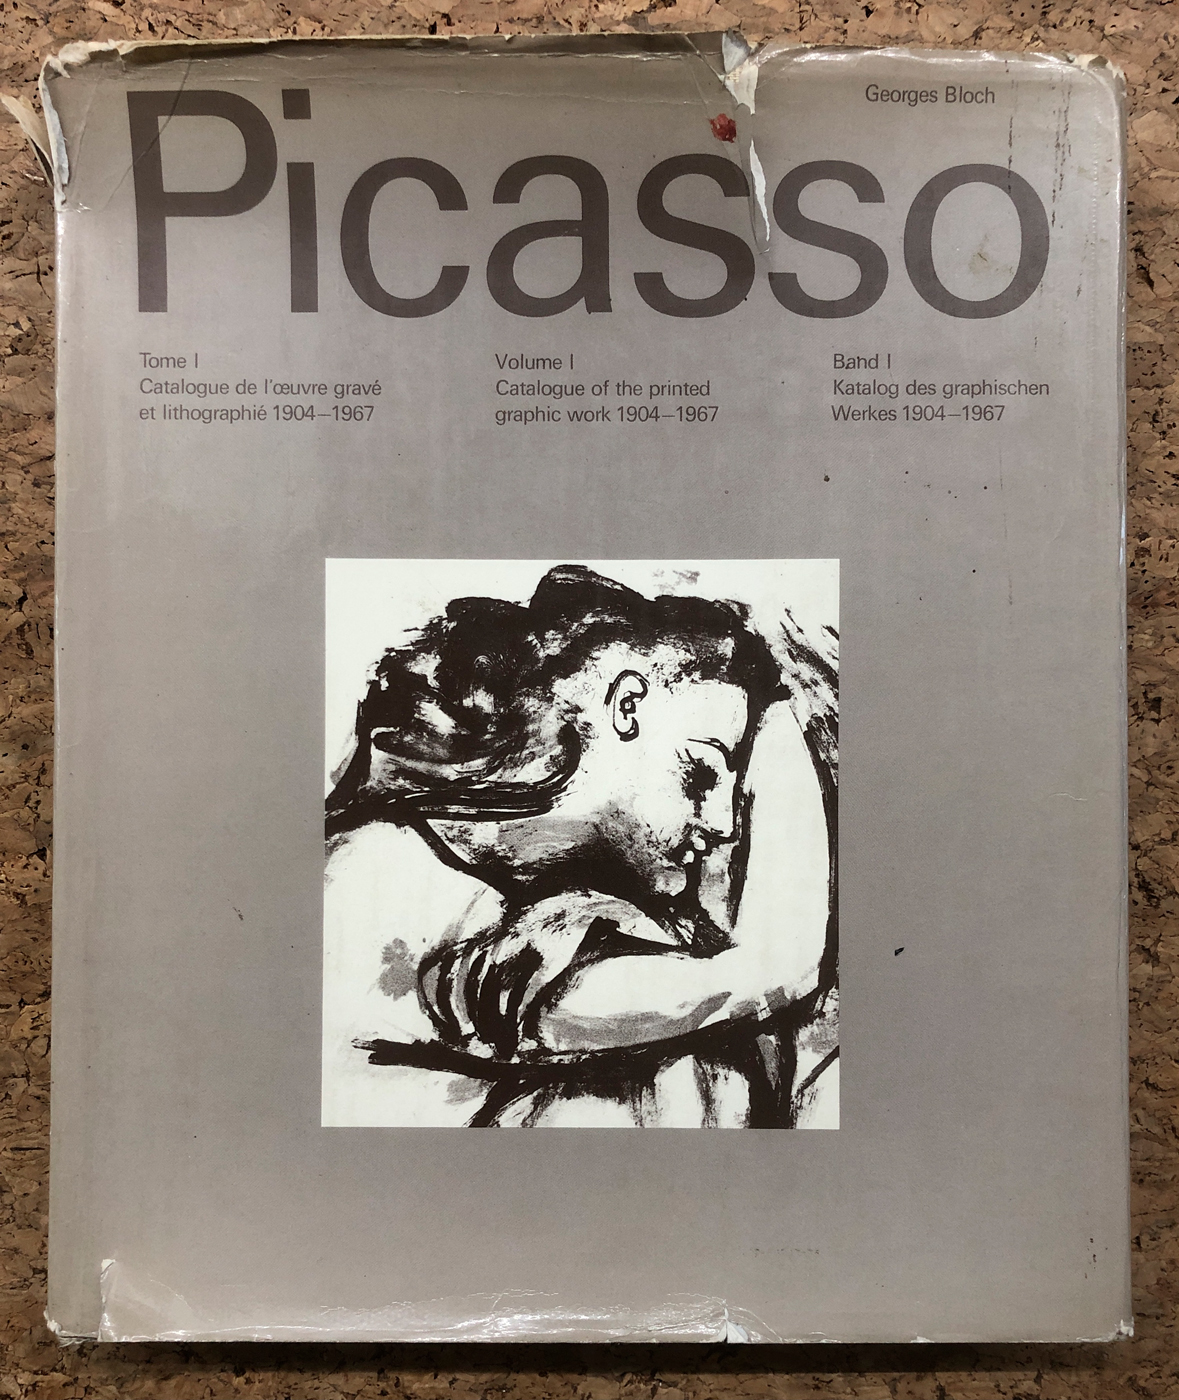 Georges Bloch
Picasso
Tome I
Catalogue de l'œuvre gravé
et lithographié 1904—1967
Volume I
Catalogue of the printed
graphic work 1904—1967
Band I
Katalog des graphischen
Werkes 1904—1967